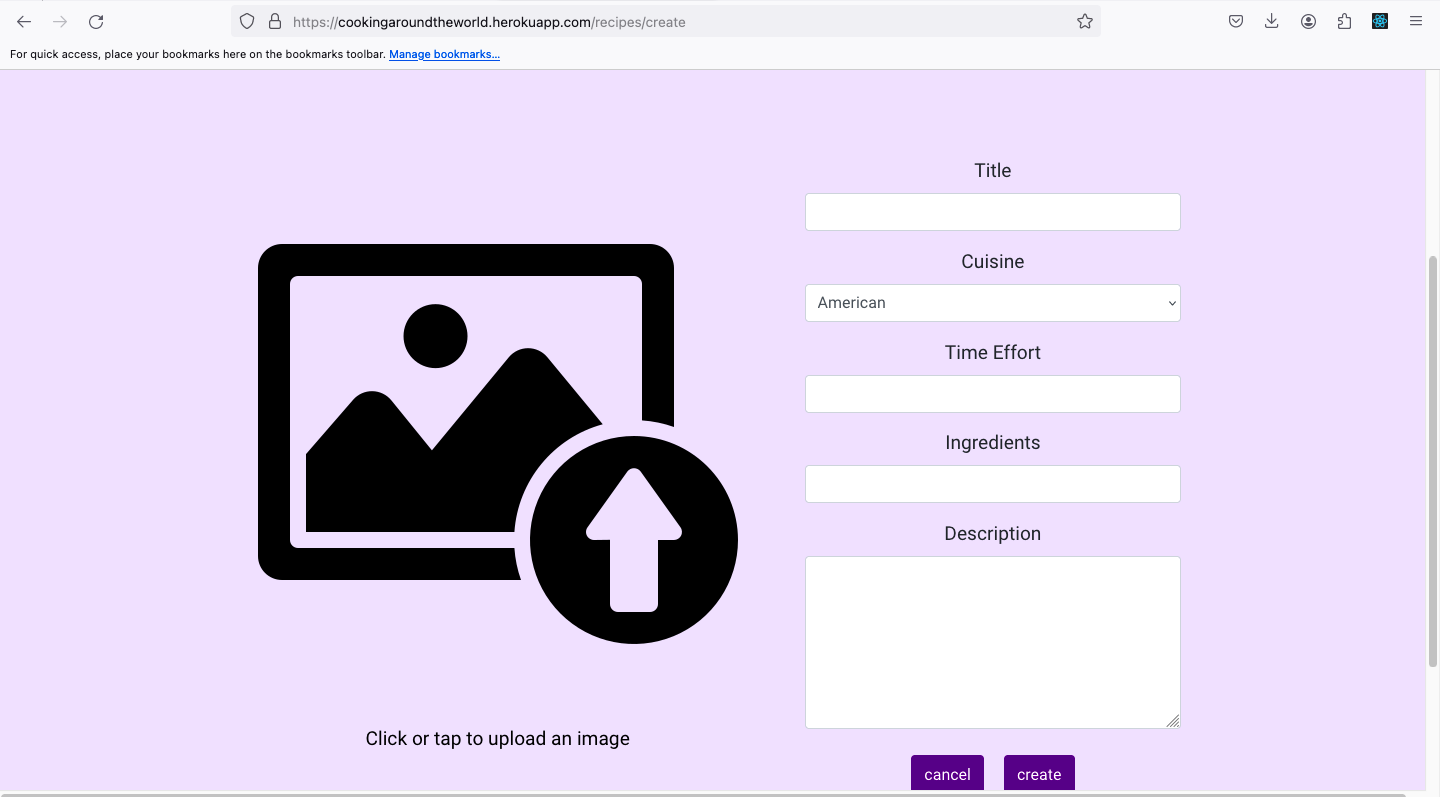 https://cookingaroundtheworld.herokuapp.com/recipes/create
For quick access, place your bookmarks here on the bookmarks toolbar. Manage bookmarks...
Title
Cuisine
American
Time Effort
Ingredients
Description
Click or tap to upload an image
cancel create